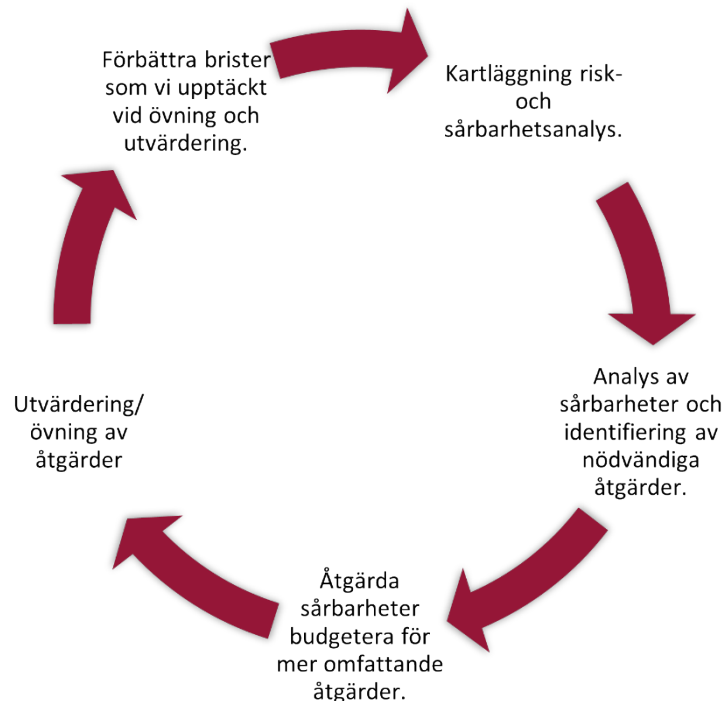 Förbättra brister
som vi upptäckt
vid övning och
utvärdering.
Kartläggning risk-
och
sårbarhetsanalys.
Analys av
sårbarheter och
identifiering av
nödvändiga
åtgärder.
Åtgärda
sårbarheter
budgetera för
mer omfattande
åtgärder.
Utvärdering/
övning av
åtgärder